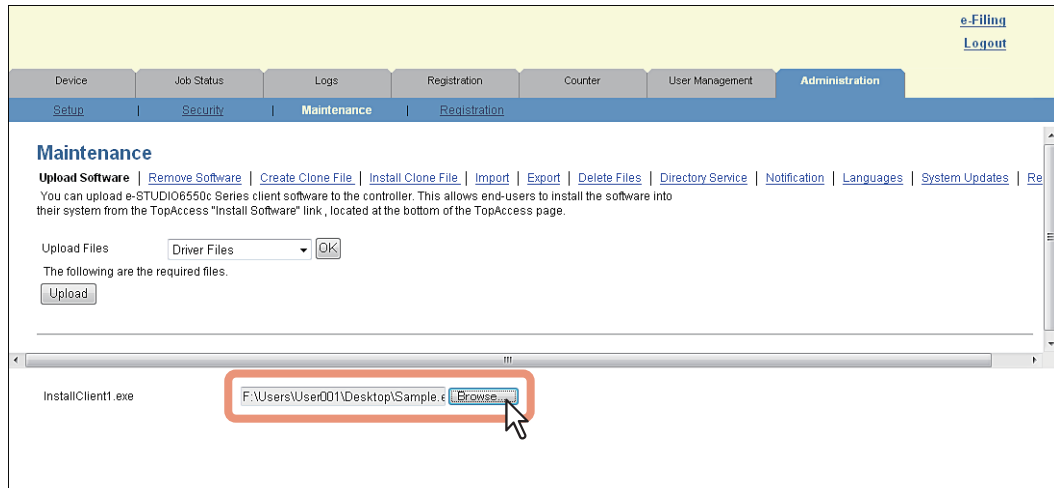 e-Filing
Logout
Device Job Status Logs Registration Counter User Management Administration
Setup | Security | Maintenance | Registration
Maintenance
Upload Software | Remove Software | Create Clone File | Install Clone File | Import | Export | Delete Files | Directory Service | Notification | Languages | System Updates | Re
You can upload e-STUDIO6550c Series client software to the controller. This allows end-users to install the software into
their system from the TopAccess "Install Software" link , located at the bottom of the TopAccess page.
Upload Files Driver Files OK
The following are the required files.
Upload
InstallClient1.exe F:\Users\User001\Desktop\Sample.e Browse...